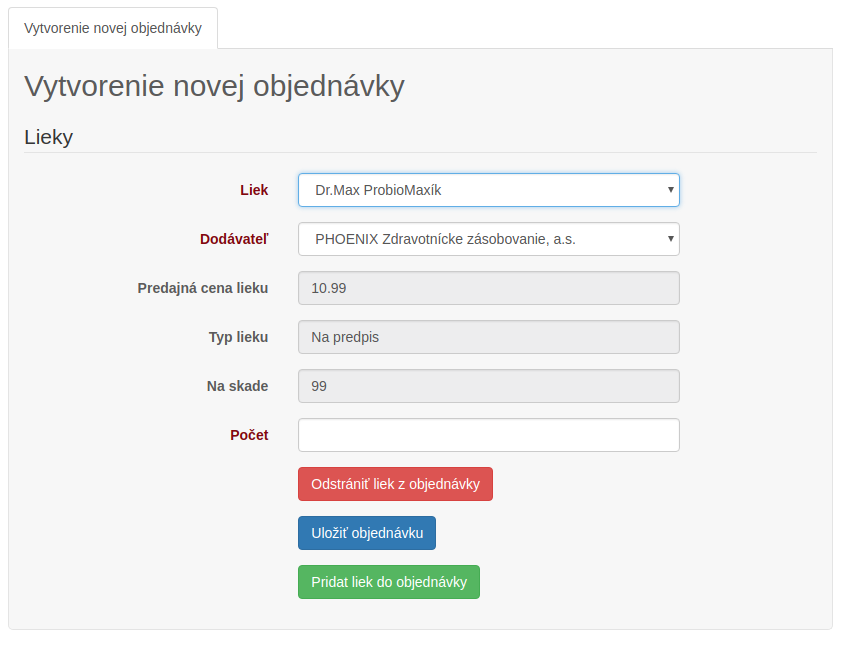 Vytvorenie novej objednávky
Vytvorenie novej objednávky
Lieky
Liek Dr.Max ProbioMaxík
Dodávateľ PHOENIX Zdravotnícke zásobovanie, a.s.
Predajná cena lieku 10.99
Typ lieku Na predpis
Na skade 99
Počet
Odstrániť liek z objednávky
Uložiť objednávku
Pridat liek do objednávky